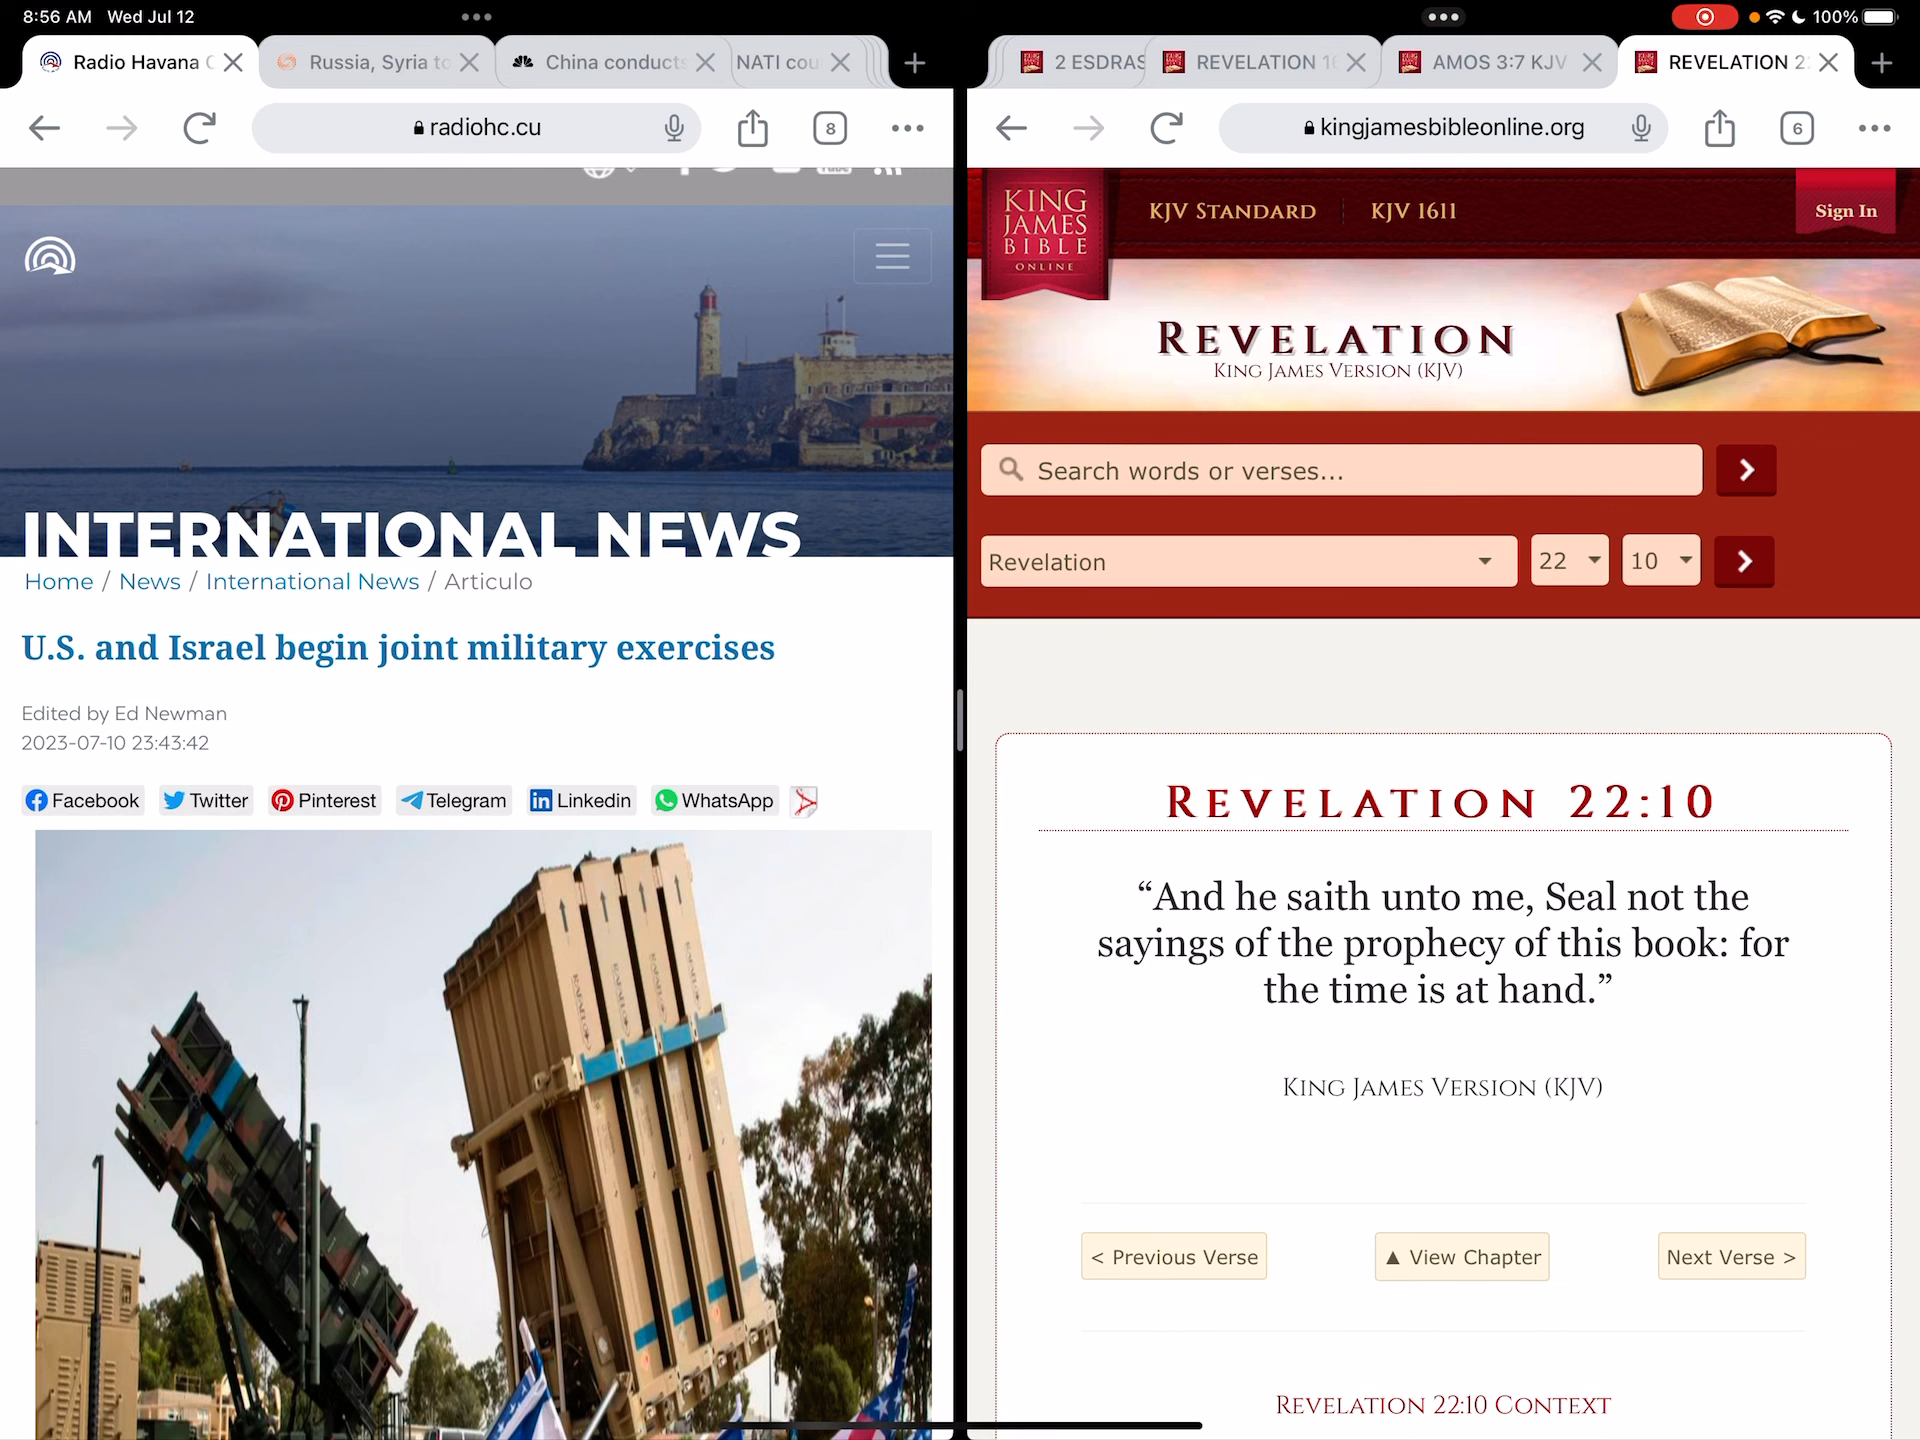 8:56 AM Wed Jul 12
100%
Radio Havana C
Russia, Syria to
China conducts
NATI cou
2 ESDRAS
REVELATION 16
AMOS 3:7 KJV
REVELATION 2
radiohc.cu
8
kingjamesbibleonline.org
6
INTERNATIONAL NEWS
Home / News / International News / Articulo
U.S. and Israel begin joint military exercises
Edited by Ed Newman
2023-07-10 23:43:42
Facebook Twitter Pinterest Telegram Linkedin WhatsApp
RAFAEL
RAFAEL
RAFAEL
RAFAEL
KING
JAMES
BIBLE
ONLINE
KJV STANDARD
KJV 1611
Sign In
REVELATION
KING JAMES VERSION (KJV)
Search words or verses...
Revelation
22
10
REVELATION 22:10
“And he saith unto me, Seal not the
sayings of the prophecy of this book: for
the time is at hand.”
KING JAMES VERSION (KJV)
< Previous Verse
▲ View Chapter
Next Verse >
REVELATION 22:10 CONTEXT